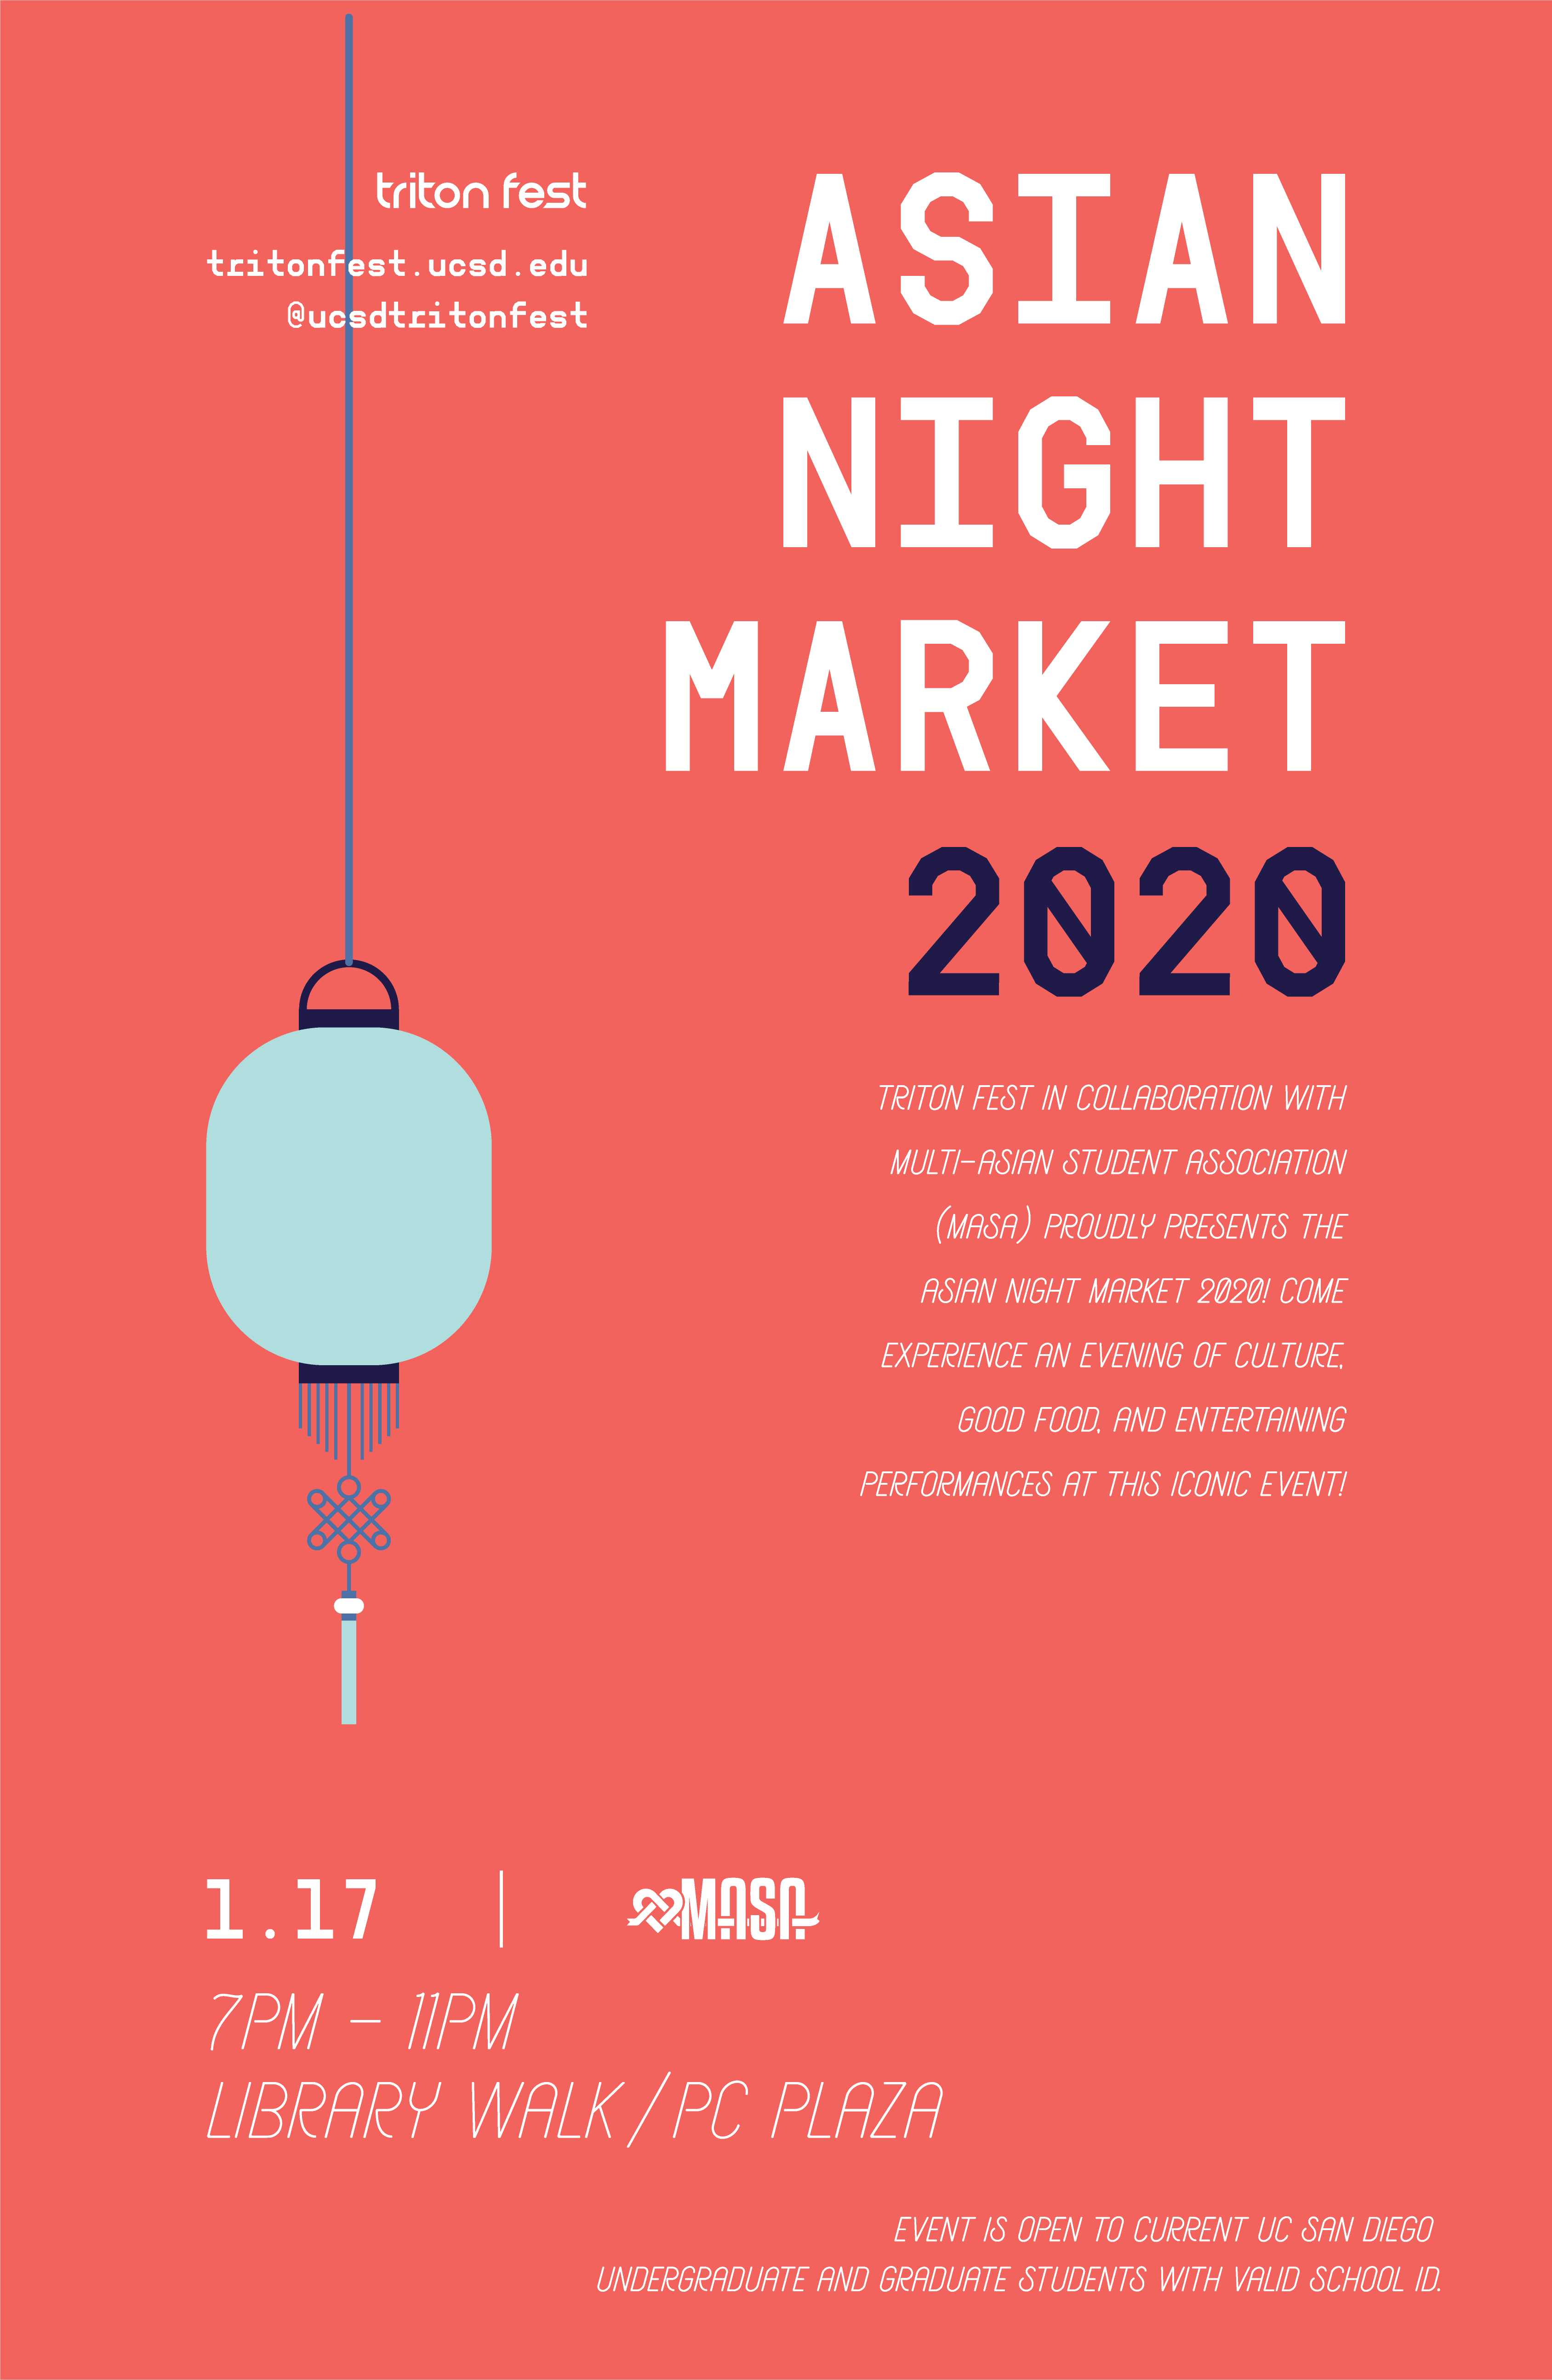 triton fest
tritonfest.ucsd.edu
@ucsdtritonfest
ASIAN
NIGHT
MARKET
2020
TRITON FEST IN COLLABORATION WITH
MULTI-ASIAN STUDENT ASSOCIATION
(MASA) PROUDLY PRESENTS THE
ASIAN NIGHT MARKET 2020! COME
EXPERIENCE AN EVENING OF CULTURE,
GOOD FOOD, AND ENTERTAINING
PERFORMANCES AT THIS ICONIC EVENT!
1.17
MASA
7PM - 11PM
LIBRARY WALK/PC PLAZA
EVENT IS OPEN TO CURRENT UC SAN DIEGO
UNDERGRADUATE AND GRADUATE STUDENTS WITH VALID SCHOOL ID.